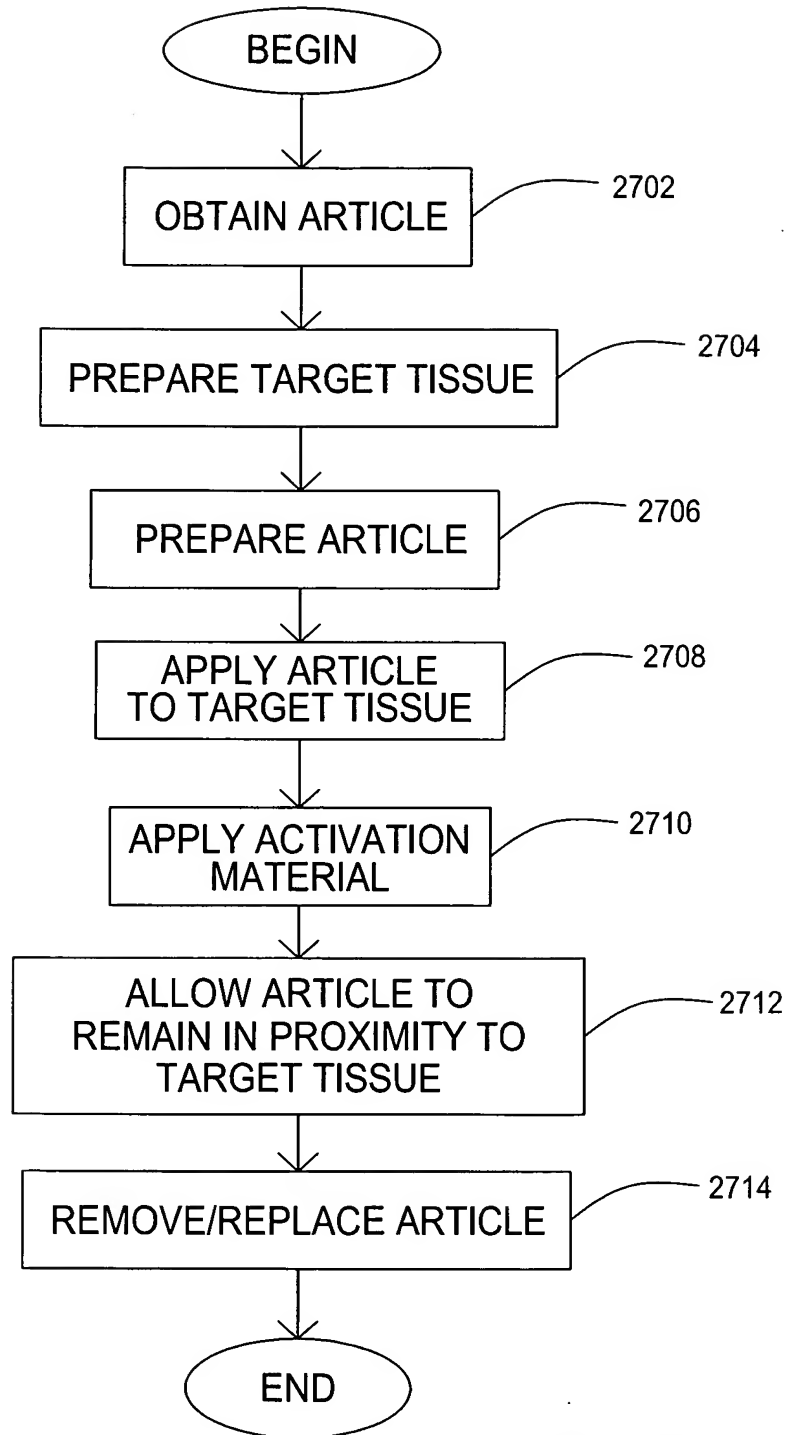 BEGIN
OBTAIN ARTICLE
2702
PREPARE TARGET TISSUE
2704
PREPARE ARTICLE
2706
APPLY ARTICLE
TO TARGET TISSUE
2708
APPLY ACTIVATION
MATERIAL
2710
ALLOW ARTICLE TO
REMAIN IN PROXIMITY TO
TARGET TISSUE
2712
REMOVE/REPLACE ARTICLE
2714
END